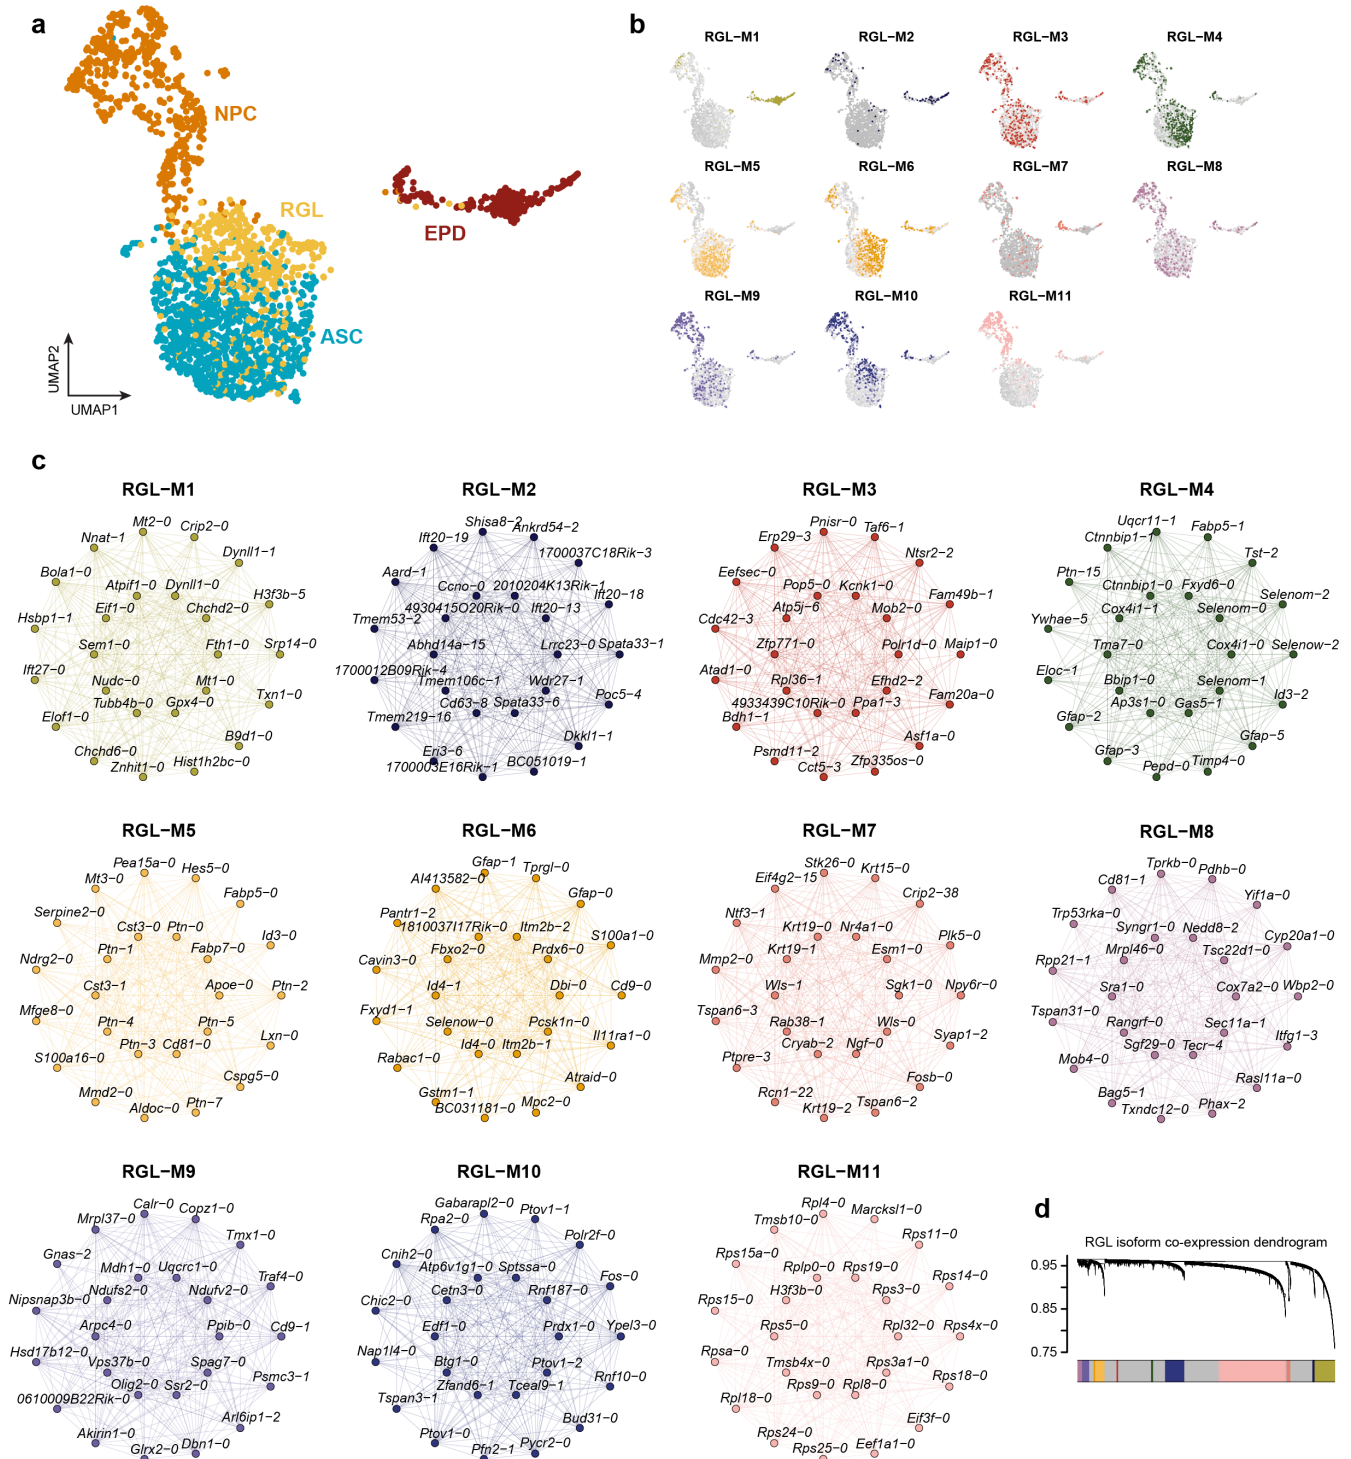 a
NPC
RGL
EPD
ASC
UMAP2
UMAP1
b
RGL−M1
RGL−M2
RGL−M3
RGL−M4
RGL−M5
RGL−M6
RGL−M7
RGL−M8
RGL−M9
RGL−M10
RGL−M11
c
RGL−M1
Mt2−0
Crip2−0
Nnat−1
Dynll1−1
Bola1−0
Atpif1−0
Dynll1−0
H3f3b−5
Eif1−0
Chchd2−0
Hsbp1−1
Sem1−0
Fth1−0
Srp14−0
Ift27−0
Nudc−0
Mt1−0
Txn1−0
Tubb4b−0
Gpx4−0
Elof1−0
B9d1−0
Chchd6−0
Hist1h2bc−0
Znhit1−0
RGL−M2
Shisa8−2
Ankrd54−2
Ift20−19
1700037C18Rik−3
Aard−1
Ccno−0
2010204K13Rik−1
Ift20−18
4930415O20Rik−0
Ift20−13
Tmem53−2
Abhd14a−15
Lrrc23−0
Spata33−1
1700012B09Rik−4
Tmem106c−1
Wdr27−1
Poc5−4
Cd63−8
Spata33−6
Tmem219−16
Dkkl1−1
Eri3−6
BC051019−1
1700003E16Rik−1
RGL−M3
Pnisr−0
Taf6−1
Erp29−3
Ntsr2−2
Eefsec−0
Pop5−0
Kcnk1−0
Fam49b−1
Atp5j−6
Mob2−0
Cdc42−3
Zfp771−0
Polr1d−0
Maip1−0
Atad1−0
Rpl36−1
Efhd2−2
Fam20a−0
4933439C10Rik−0
Ppa1−3
Bdh1−1
Asf1a−0
Psmd11−2
Zfp335os−0
Cct5−3
RGL−M4
Uqcr11−1
Fabp5−1
Ctnnbip1−1
Tst−2
Ptn−15
Ctnnbip1−0
Fxyd6−0
Selenom−2
Cox4i1−1
Selenom−0
Ywhae−5
Tma7−0
Cox4i1−0
Selenow−2
Eloc−1
Bbip1−0
Selenom−1
Id3−2
Ap3s1−0
Gas5−1
Gfap−2
Gfap−5
Gfap−3
Timp4−0
Pepd−0
RGL−M5
Pea15a−0
Hes5−0
Mt3−0
Fabp5−0
Serpine2−0
Cst3−0
Ptn−0
Id3−0
Ptn−1
Fabp7−0
Ndrg2−0
Cst3−1
Apoe−0
Ptn−2
Mfge8−0
Ptn−4
Ptn−5
Lxn−0
Ptn−3
Cd81−0
S100a16−0
Cspg5−0
Mmd2−0
Ptn−7
Aldoc−0
RGL−M6
Gfap−1
Tprgl−0
AI413582−0
Gfap−0
Pantr1−2
1810037I17Rik−0
Itm2b−2
S100a1−0
Fbxo2−0
Prdx6−0
Cavin3−0
Id4−1
Dbi−0
Cd9−0
Fxyd1−1
Selenow−0
Pcsk1n−0
Il11ra1−0
Id4−0
Itm2b−1
Rabac1−0
Atraid−0
Gstm1−1
Mpc2−0
BC031181−0
RGL−M7
Stk26−0
Krt15−0
Eif4g2−15
Crip2−38
Ntf3−1
Krt19−0
Nr4a1−0
Plk5−0
Krt19−1
Esm1−0
Mmp2−0
Wls−1
Sgk1−0
Npy6r−0
Tspan6−3
Rab38−1
Wls−0
Syap1−2
Cryab−2
Ngf−0
Ptpre−3
Fosb−0
Rcn1−22
Tspan6−2
Krt19−2
RGL−M8
Tprkb−0
Pdhb−0
Cd81−1
Yif1a−0
Trp53rka−0
Syngr1−0
Nedd8−2
Cyp20a1−0
Mrpl46−0
Tsc22d1−0
Rpp21−1
Sra1−0
Cox7a2−0
Wbp2−0
Tspan31−0
Rangrf−0
Sec11a−1
Itfg1−3
Sgf29−0
Tecr−4
Mob4−0
Rasl11a−0
Bag5−1
Phax−2
Txndc12−0
RGL−M9
Calr−0
Copz1−0
Mrpl37−0
Tmx1−0
Gnas−2
Mdh1−0
Uqcrc1−0
Traf4−0
Ndufs2−0
Ndufv2−0
Nipsnap3b−0
Arpc4−0
Ppib−0
Cd9−1
Hsd17b12−0
Vps37b−0
Spag7−0
Psmc3−1
Olig2−0
Ssr2−0
0610009B22Rik−0
Arl6ip1−2
Akirin1−0
Dbn1−0
Glrx2−0
RGL−M10
Gabarapl2−0
Ptov1−1
Rpa2−0
Polr2f−0
Cnih2−0
Atp6v1g1−0
Sptssa−0
Fos−0
Cetn3−0
Rnf187−0
Chic2−0
Edf1−0
Prdx1−0
Ypel3−0
Nap1l4−0
Btg1−0
Ptov1−2
Rnf10−0
Zfand6−1
Tceal9−1
Tspan3−1
Bud31−0
Ptov1−0
Pycr2−0
Pfn2−1
RGL−M11
Rpl4−0
Marcksl1−0
Tmsb10−0
Rps11−0
Rps15a−0
Rplp0−0
Rps19−0
Rps14−0
H3f3b−0
Rps3−0
Rps15−0
Rps5−0
Rpl32−0
Rps4x−0
Rpsa−0
Tmsb4x−0
Rps3a1−0
Rps18−0
Rps9−0
Rpl8−0
Rpl18−0
Eif3f−0
Rps24−0
Eef1a1−0
Rps25−0
d
RGL isoform co-expression dendrogram
0.95
0.85
0.75